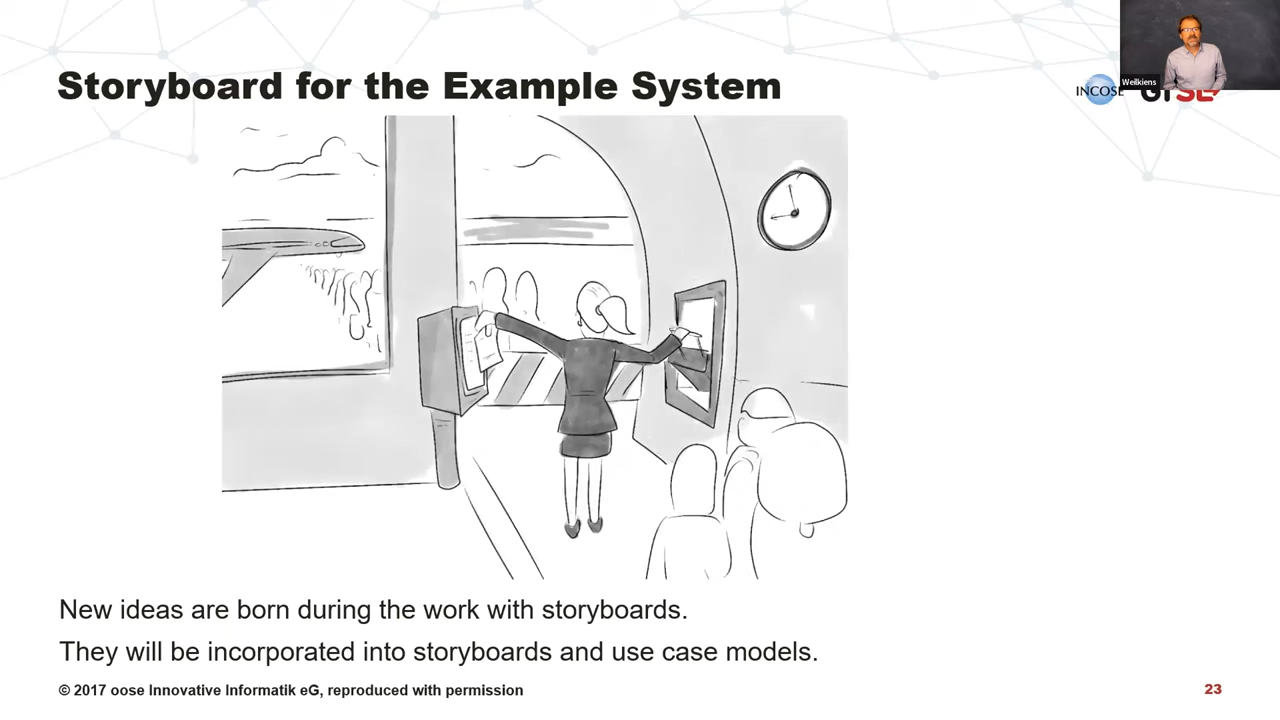 Weilkiens
Storyboard for the Example System
INCOSE
New ideas are born during the work with storyboards.
They will be incorporated into storyboards and use case models.
© 2017 oose Innovative Informatik eG, reproduced with permission
23